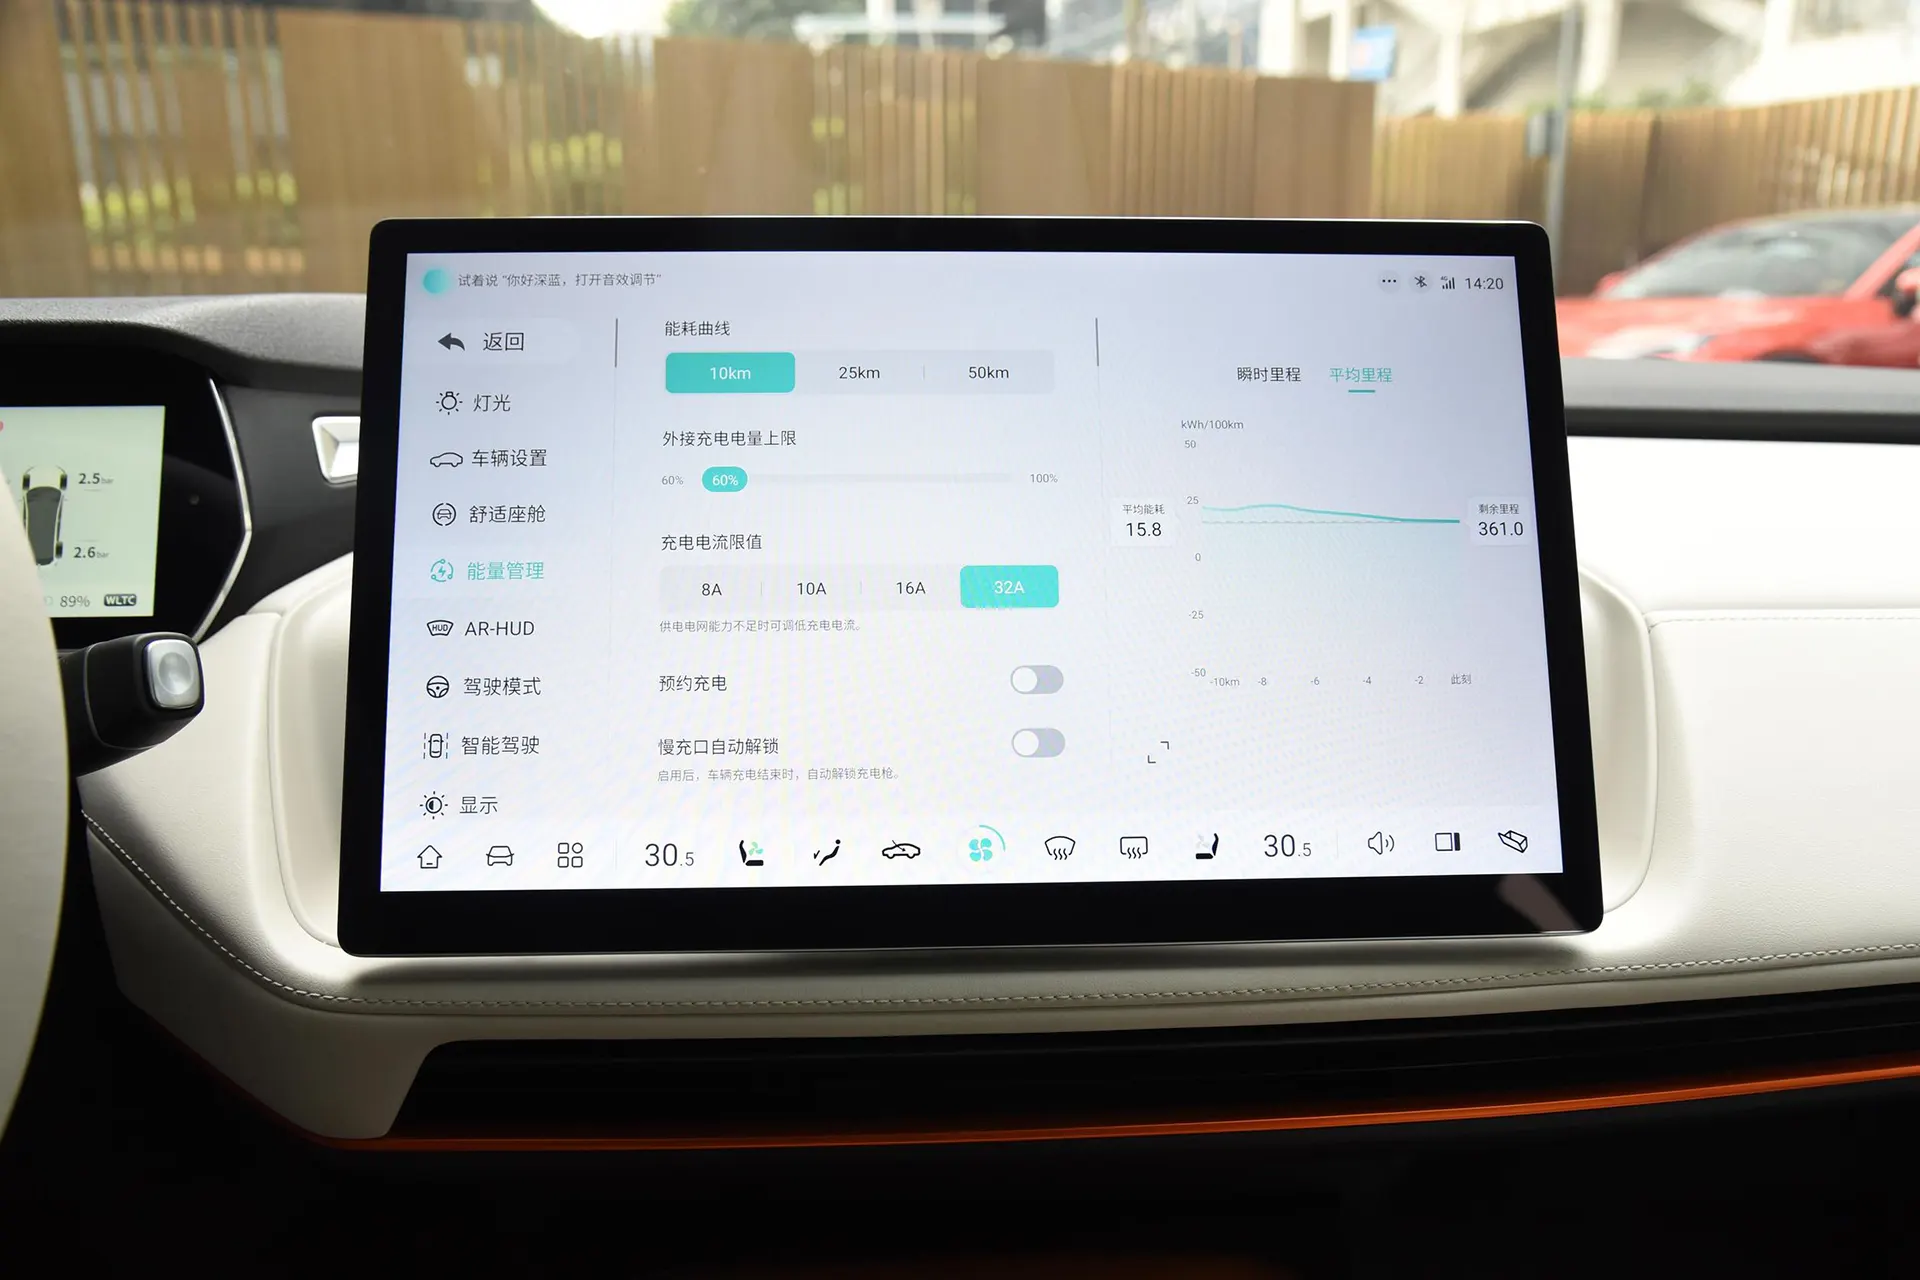 试着说 “你好深蓝，打开音效调节”
14:20
返回
灯光
车辆设置
舒适座舱
能量管理
HUD AR-HUD
驾驶模式
智能驾驶
显示
能耗曲线
10km 25km 50km
外接充电电量上限
60% 60% 100%
充电电流限值
8A 10A 16A 32A
供电电网能力不足时可调低充电电流。
预约充电
慢充口自动解锁
启用后，车辆充电结束时，自动解锁充电枪。
瞬时里程 平均里程
kWh/100km
50
25
0
-25
-50
-10km -8 -6 -4 -2 此刻
平均能耗
15.8
剩余里程
361.0
30.5 30.5
2.5 bar
2.6 bar
89% WLTC